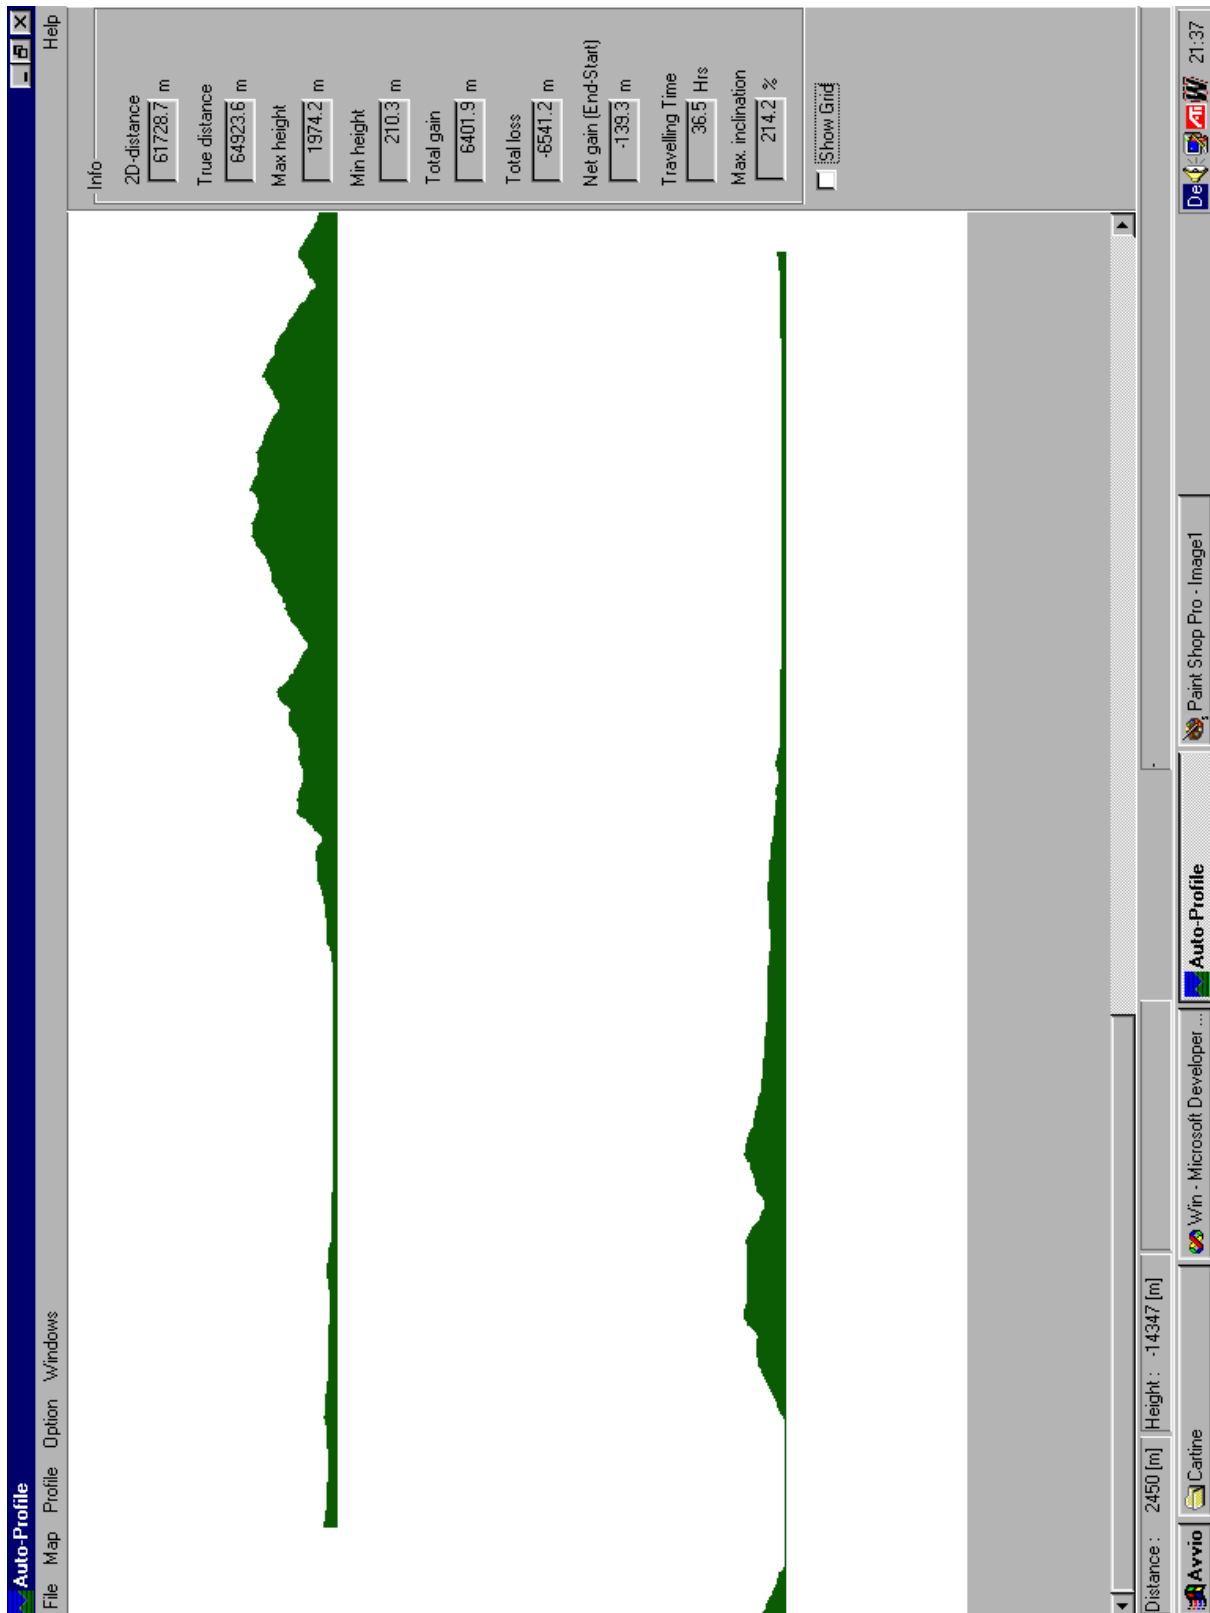 Auto-Profile
File Map Profile Option Windows Help
Info
2D-distance
61728.7 m
True distance
64923.6 m
Max height
1974.2 m
Min height
210.3 m
Total gain
6401.9 m
Total loss
-6541.2 m
Net gain (End-Start)
-139.3 m
Travelling Time
36.5 Hrs
Max. inclination
214.2 %
Show Grid
Distance : 2450 [m] Height : -14347 [m] -
Avvio Cartine Win - Microsoft Developer ... Auto-Profile Paint Shop Pro - Image1 De ATI 21:37